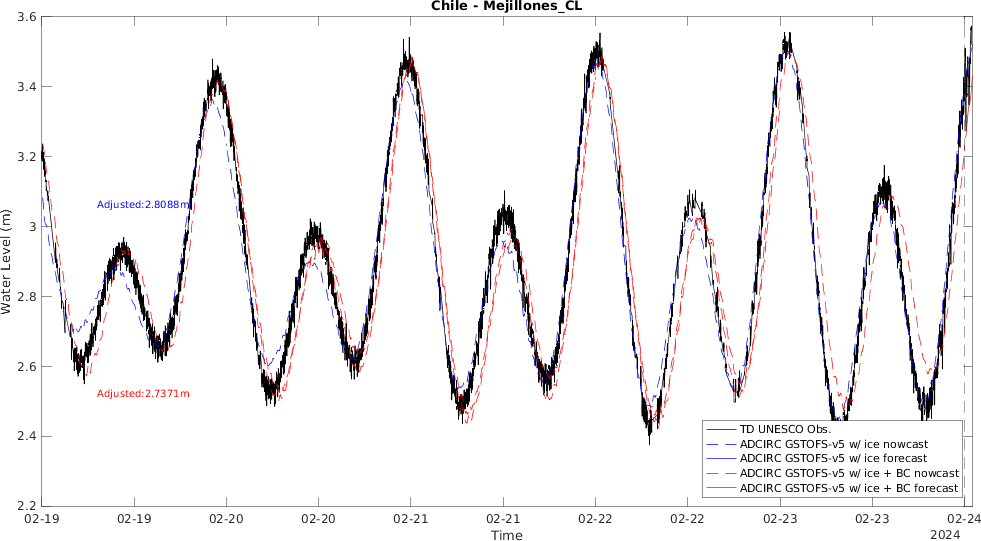 Chile - Mejillones_CL
3.6
3.4
3.2
3
2.8
2.6
2.4
2.2
Water Level (m)
Adjusted:2.8088m
Adjusted:2.7371m
TD UNESCO Obs.
ADCIRC GSTOFS-v5 w/ ice nowcast
ADCIRC GSTOFS-v5 w/ ice forecast
ADCIRC GSTOFS-v5 w/ ice + BC nowcast
ADCIRC GSTOFS-v5 w/ ice + BC forecast
02-19 02-19 02-20 02-20 02-21 02-21 02-22 02-22 02-23 02-23 02-24
2024
Time